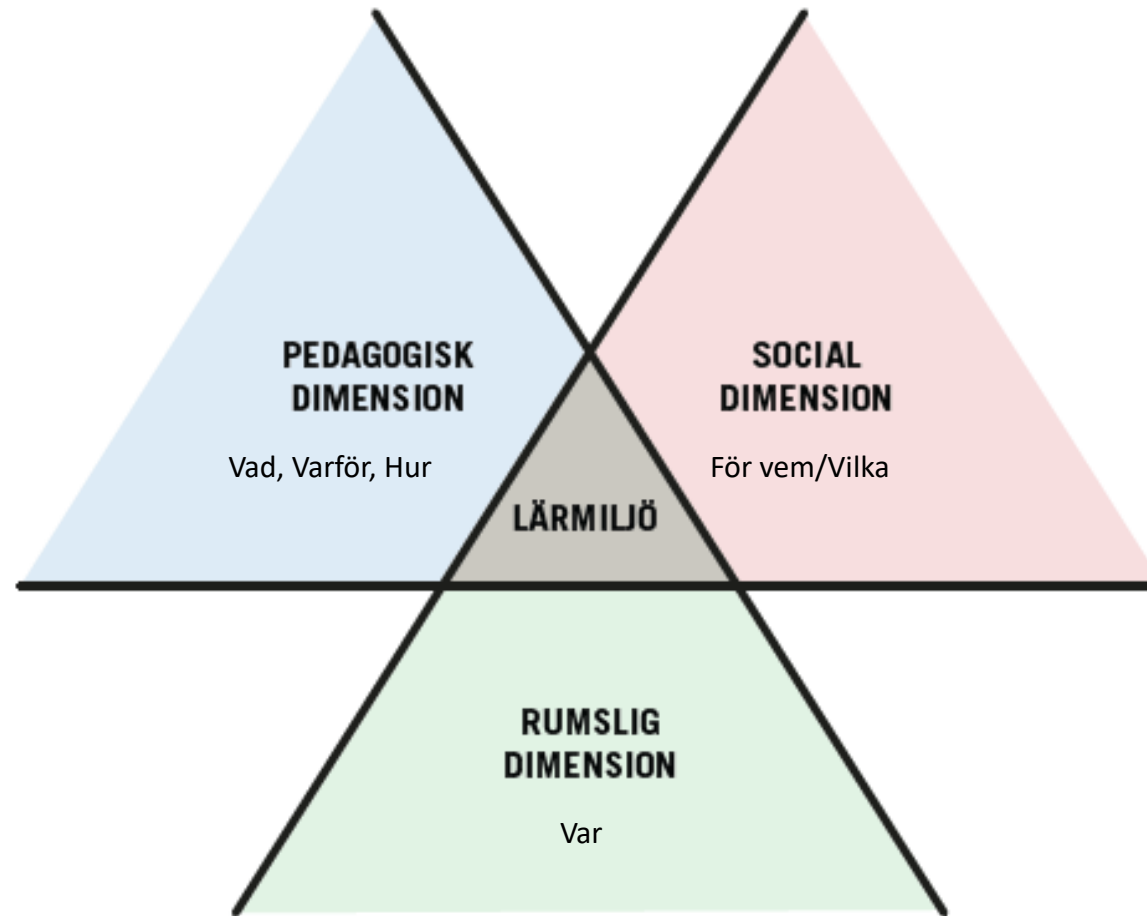 PEDAGOGISK
DIMENSION
Vad, Varför, Hur
SOCIAL
DIMENSION
För vem/Vilka
LÄRMILJÖ
RUMSLIG
DIMENSION
Var